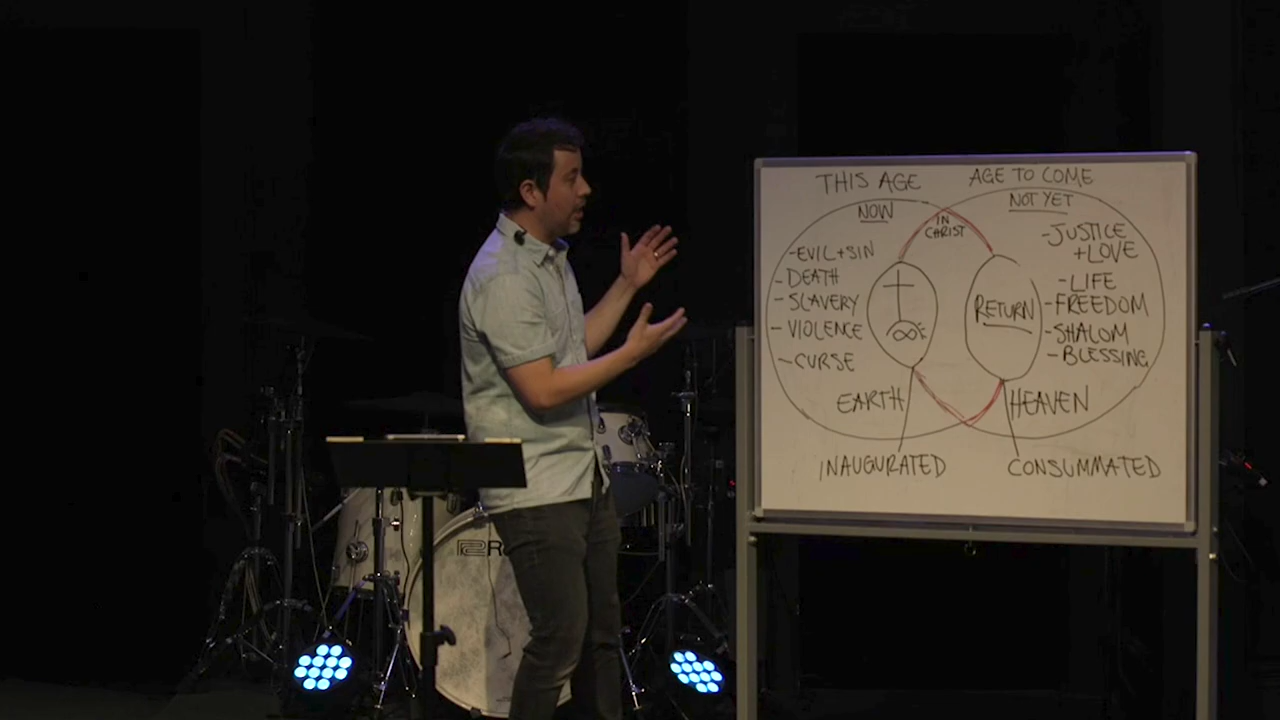 THIS AGE
AGE TO COME
NOW
NOT YET
IN
CHRIST
-EVIL+SIN
-DEATH
-SLAVERY
-VIOLENCE
-CURSE
RETURN
-JUSTICE
+LOVE
-LIFE
-FREEDOM
-SHALOM
-BLESSING
EARTH
HEAVEN
INAUGURATED
CONSUMMATED